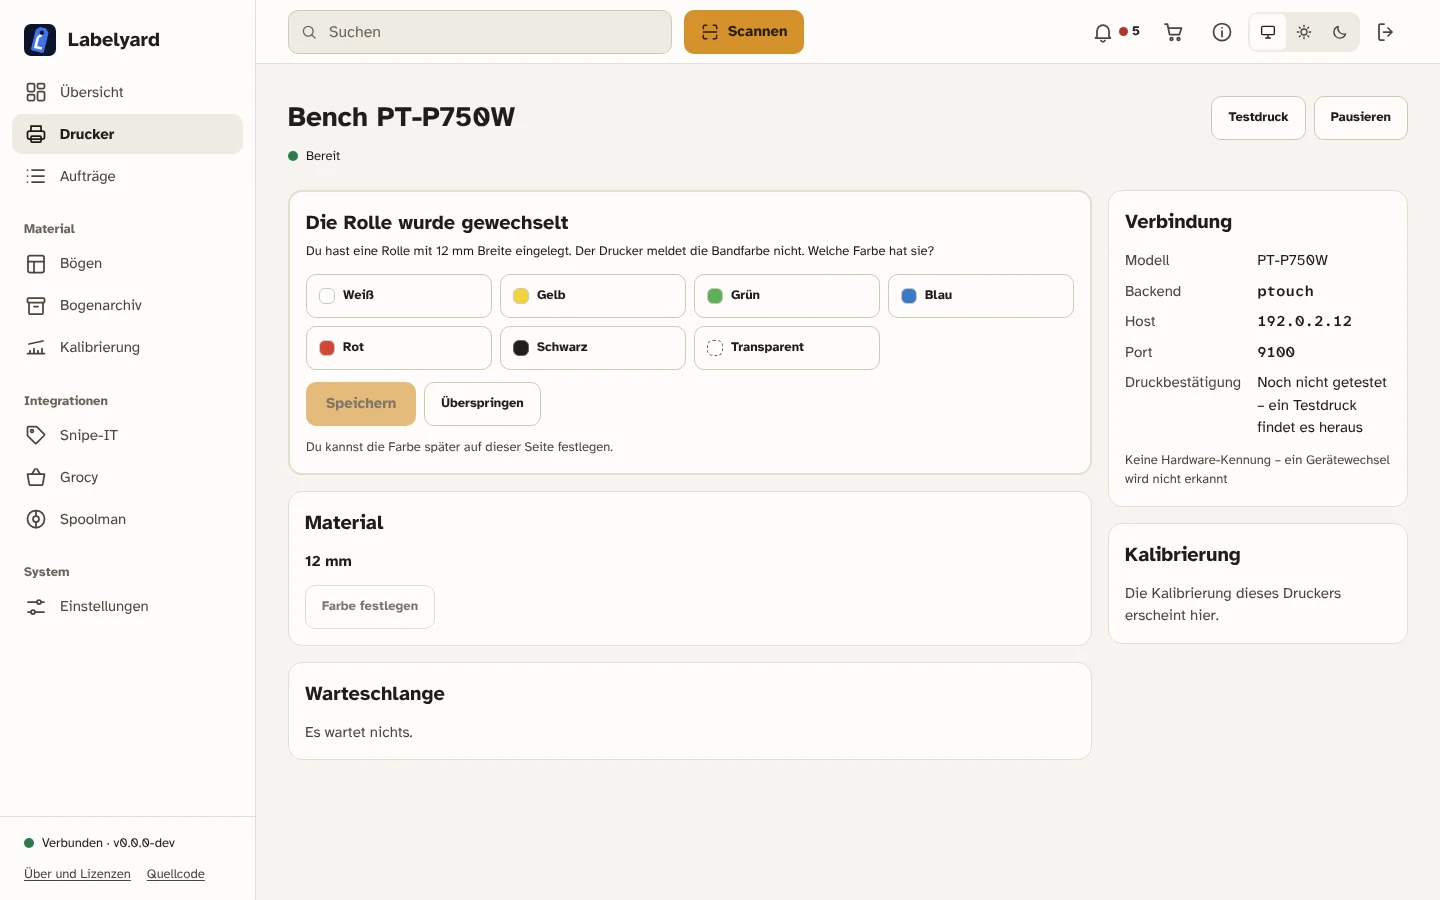 Labelyard
Suchen
Scannen
5
Übersicht
Drucker
Aufträge
Material
Bögen
Bogenarchiv
Kalibrierung
Integrationen
Snipe-IT
Grocy
Spoolman
System
Einstellungen
Verbunden · v0.0.0-dev
Über und Lizenzen
Quellcode
Bench PT-P750W
Bereit
Testdruck
Pausieren
Die Rolle wurde gewechselt
Du hast eine Rolle mit 12 mm Breite eingelegt. Der Drucker meldet die Bandfarbe nicht. Welche Farbe hat sie?
Weiß
Gelb
Grün
Blau
Rot
Schwarz
Transparent
Speichern
Überspringen
Du kannst die Farbe später auf dieser Seite festlegen.
Material
12 mm
Farbe festlegen
Warteschlange
Es wartet nichts.
Verbindung
Modell PT-P750W
Backend ptouch
Host 192.0.2.12
Port 9100
Druckbestätigung Noch nicht getestet
– ein Testdruck
findet es heraus
Keine Hardware-Kennung – ein Gerätewechsel
wird nicht erkannt
Kalibrierung
Die Kalibrierung dieses Druckers
erscheint hier.